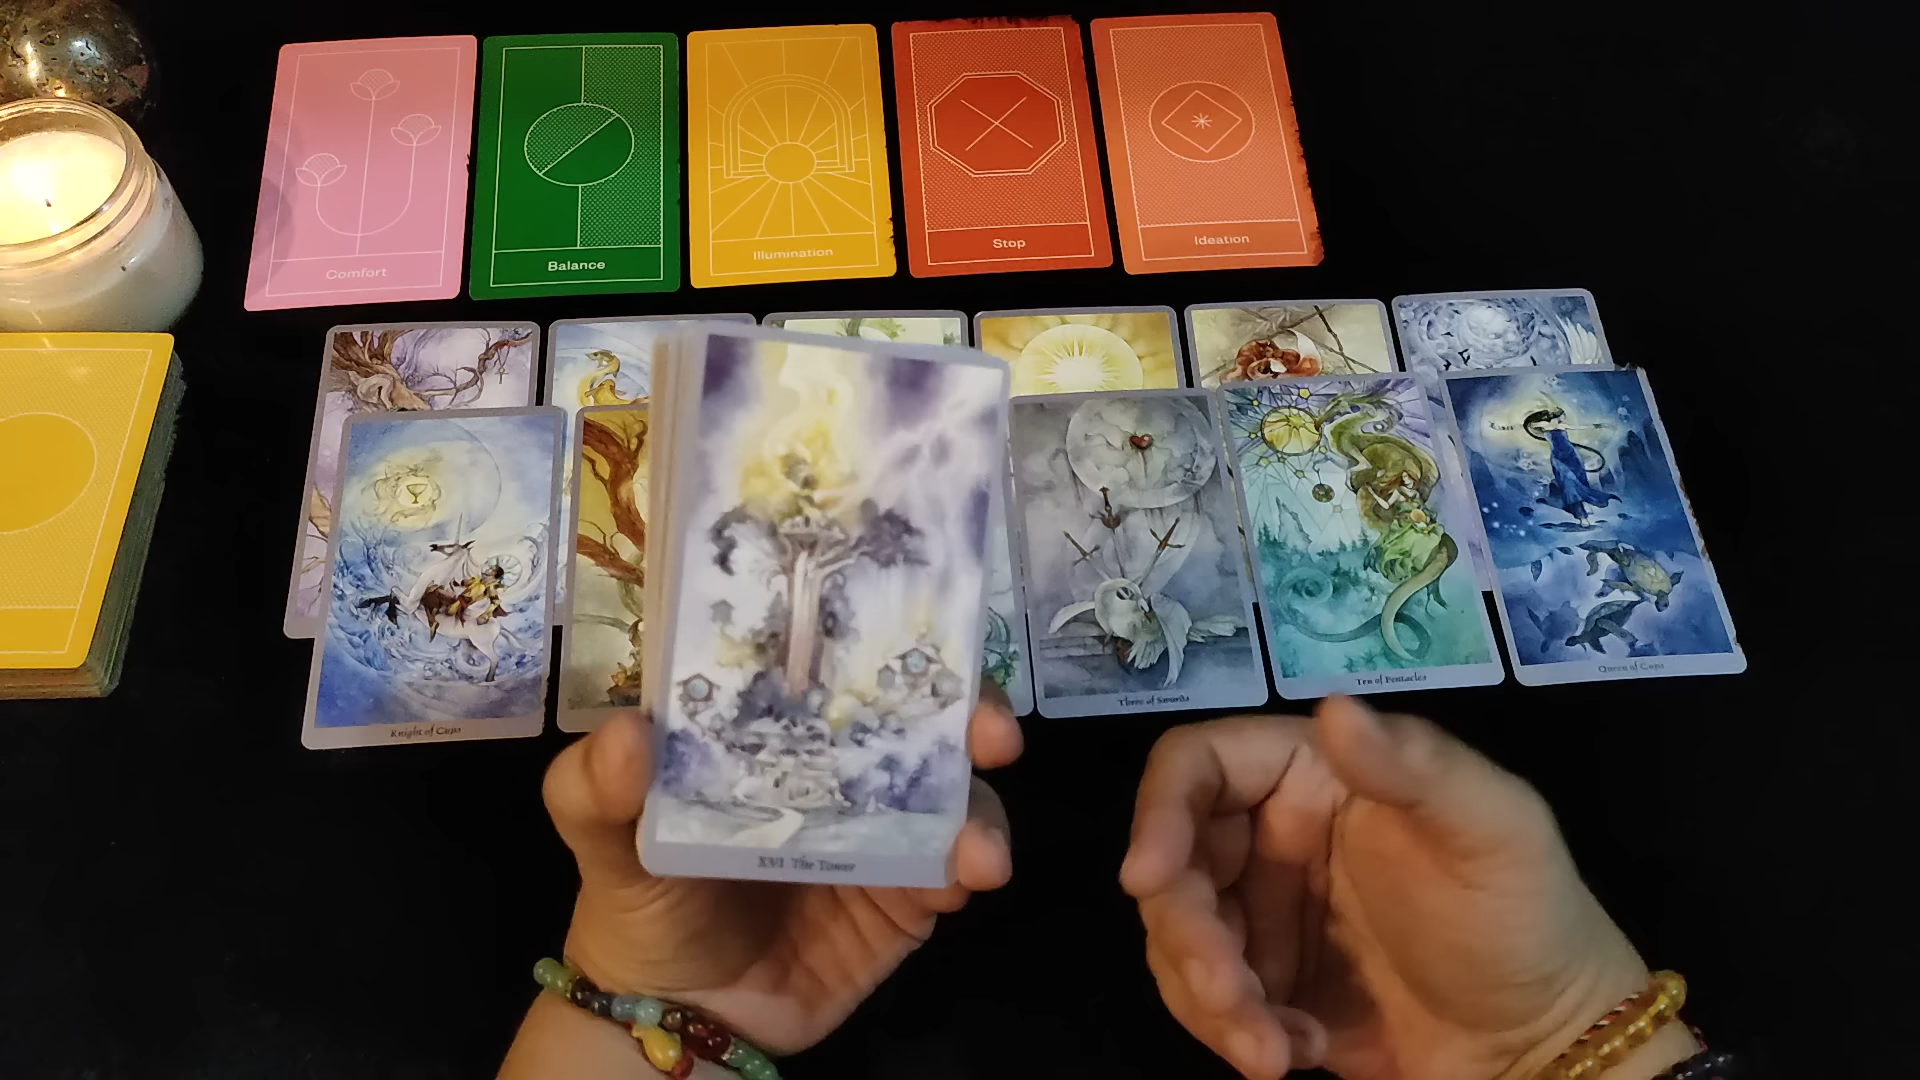 Comfort
Balance
Illumination
Stop
Ideation
Knight of Cups
XVI The Tower
Three of Swords
Ten of Pentacles
Queen of Cups